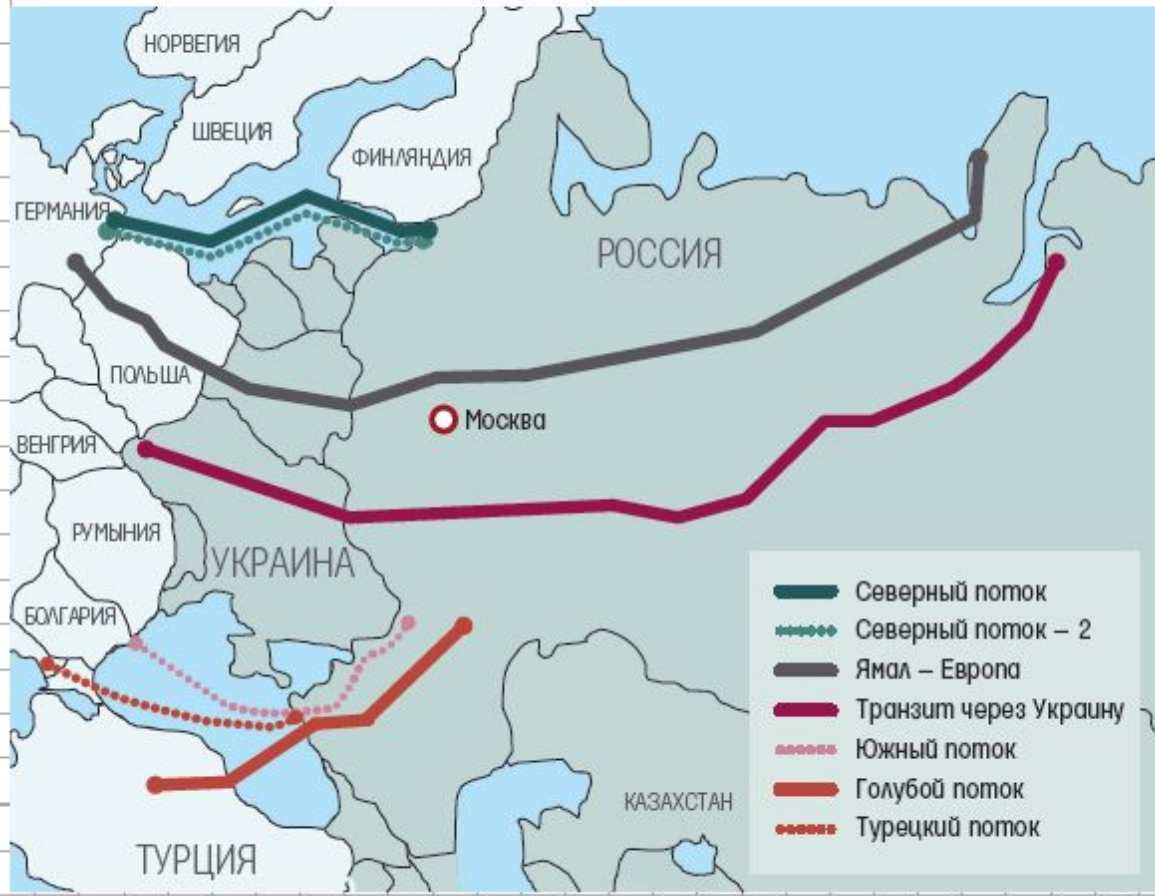 НОРВЕГИЯ
ШВЕЦИЯ
ФИНЛЯНДИЯ
ГЕРМАНИЯ
РОССИЯ
ПОЛЬША
Москва
ВЕНГРИЯ
РУМЫНИЯ
УКРАИНА
БОЛГАРИЯ
КАЗАХСТАН
ТУРЦИЯ
Северный поток
Северный поток – 2
Ямал – Европа
Транзит через Украину
Южный поток
Голубой поток
Турецкий поток